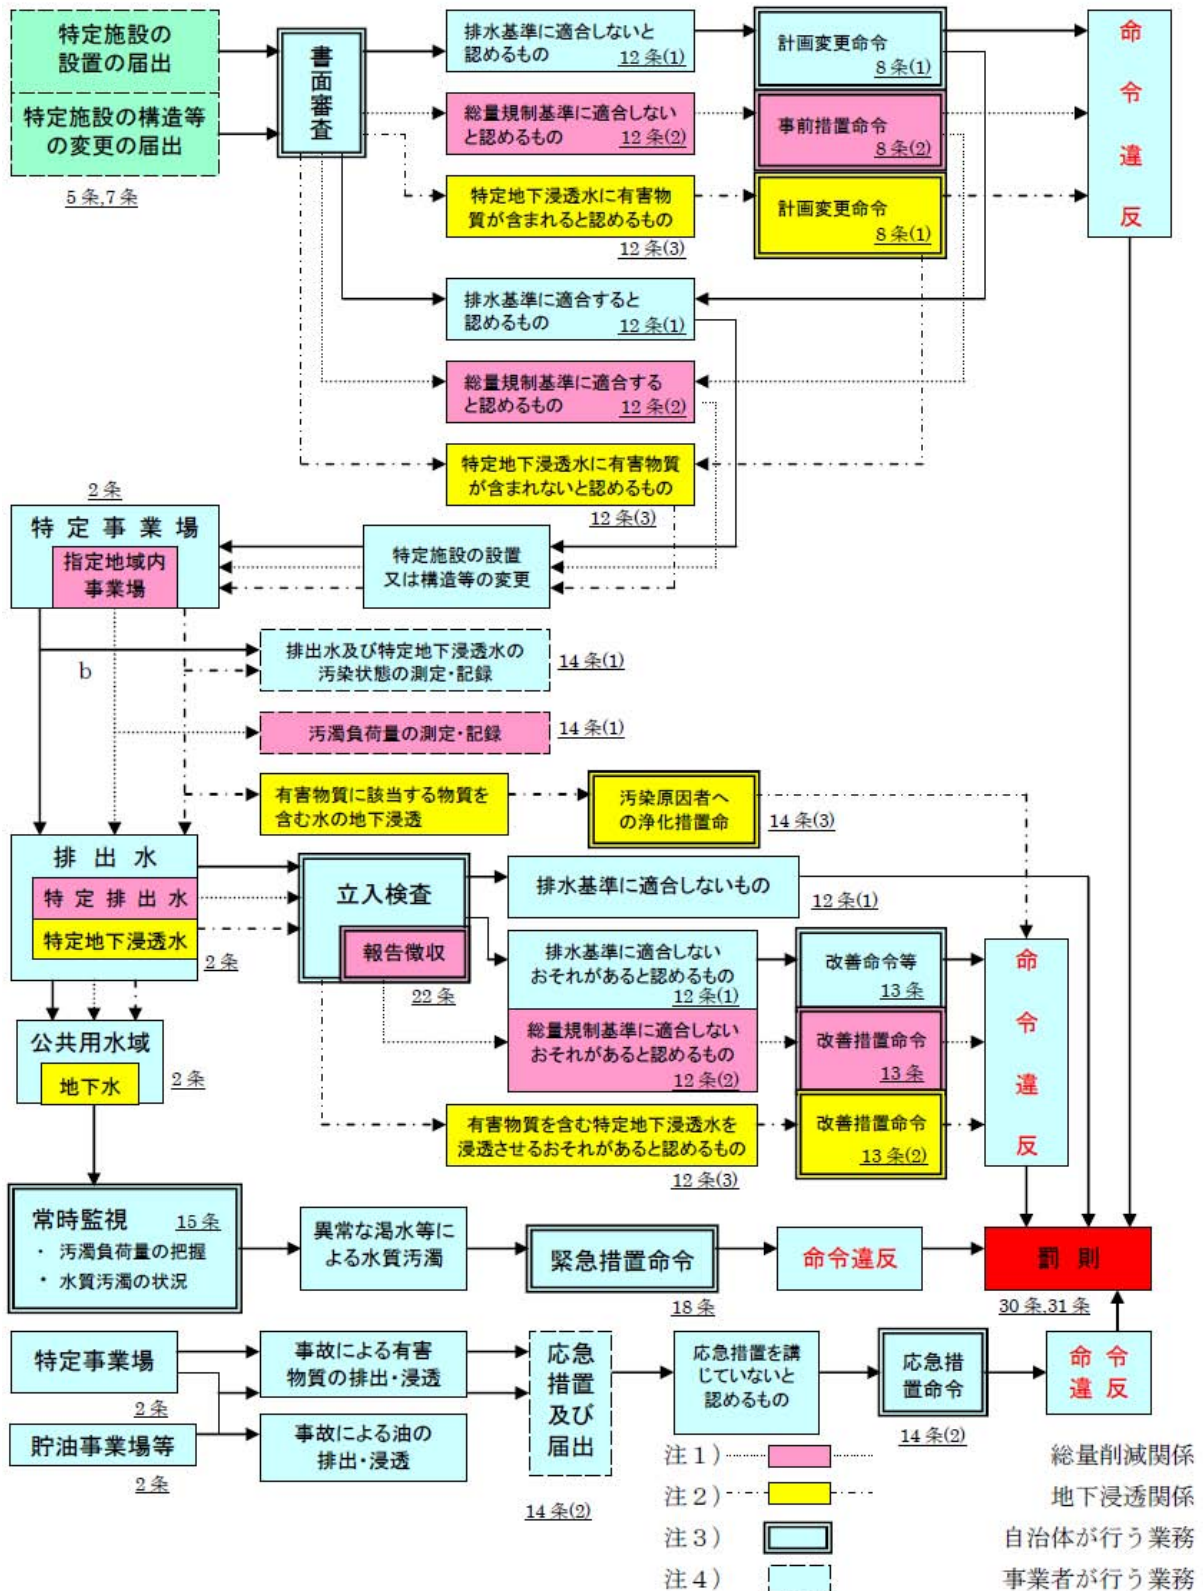 特定施設の
設置の届出
特定施設の構造等
の変更の届出
5条,7条
書面審査
排水基準に適合しないと
認めるもの
12条(1)
計画変更命令
8条(1)
命令違反
総量規制基準に適合しない
と認めるもの
12条(2)
事前措置命令
8条(2)
特定地下浸透水に有害物
質が含まれると認めるもの
12条(3)
計画変更命令
8条(1)
排水基準に適合すると
認めるもの
12条(1)
総量規制基準に適合する
と認めるもの
12条(2)
特定地下浸透水に有害物質
が含まれないと認めるもの
12条(3)
2条
特定事業場
指定地域内
事業場
特定施設の設置
又は構造等の変更
b
排出水及び特定地下浸透水の
汚染状態の測定・記録
14条(1)
汚濁負荷量の測定・記録
14条(1)
有害物質に該当する物質を
含む水の地下浸透
汚染原因者へ
の浄化措置命
14条(3)
排出水
特定排出水
特定地下浸透水
2条
立入検査
報告徴収
22条
排水基準に適合しないもの
12条(1)
排水基準に適合しない
おそれがあると認めるもの
12条(1)
改善命令等
13条
命令違反
総量規制基準に適合しない
おそれがあると認めるもの
12条(2)
改善措置命令
13条
有害物質を含む特定地下浸透水を
浸透させるおそれがあると認めるもの
12条(3)
改善措置命令
13条(2)
公共用水域
地下水
2条
常時監視
15条
・ 汚濁負荷量の把握
・ 水質汚濁の状況
異常な渇水等に
よる水質汚濁
緊急措置命令
18条
命令違反
罰則
30条,31条
特定事業場
2条
貯油事業場等
2条
事故による有害
物質の排出・浸透
事故による油の
排出・浸透
応急
措置
及び
届出
14条(2)
応急措置を講
じていないと
認めるもの
応急措
置命令
14条(2)
命令
違反
注1) 総量削減関係
注2) 地下浸透関係
注3) 自治体が行う業務
注4) 事業者が行う業務